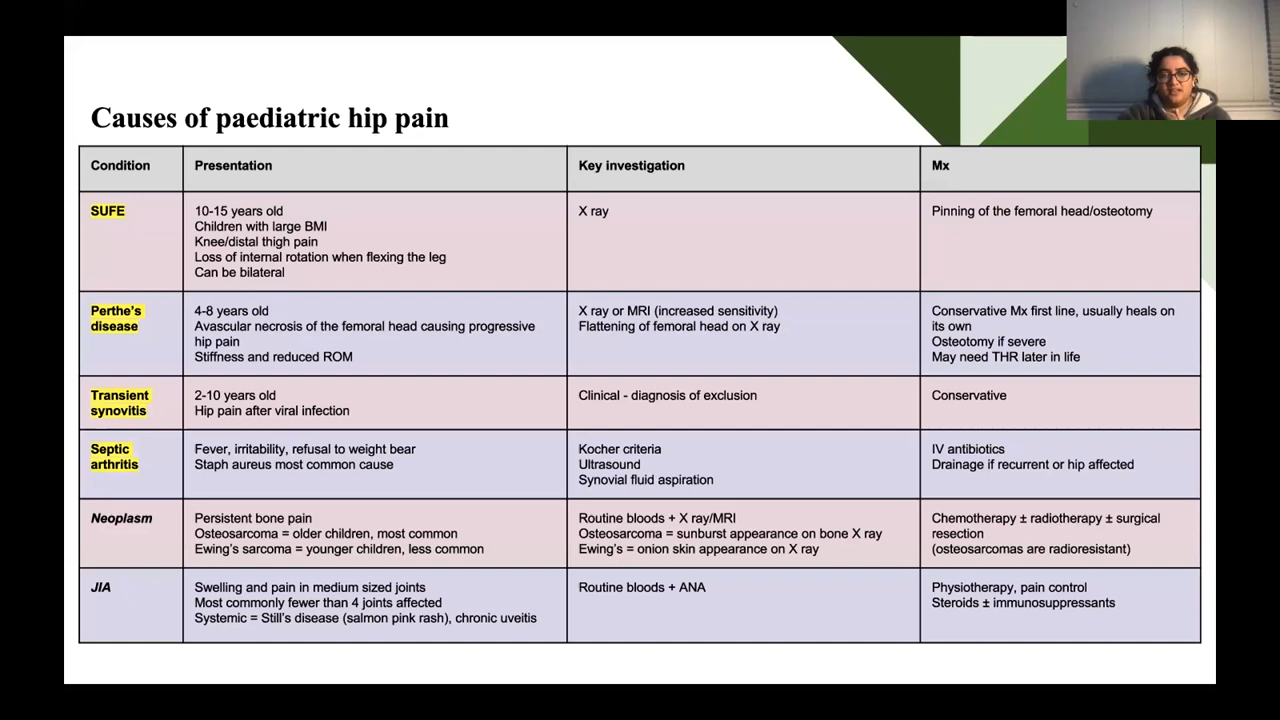 Causes of paediatric hip pain
Condition
Presentation
Key investigation
Mx
SUFE
10-15 years old
Children with large BMI
Knee/distal thigh pain
Loss of internal rotation when flexing the leg
Can be bilateral
X ray
Pinning of the femoral head/osteotomy
Perthe's
disease
4-8 years old
Avascular necrosis of the femoral head causing progressive
hip pain
Stiffness and reduced ROM
X ray or MRI (increased sensitivity)
Flattening of femoral head on X ray
Conservative Mx first line, usually heals on
its own
Osteotomy if severe
May need THR later in life
Transient
synovitis
2-10 years old
Hip pain after viral infection
Clinical - diagnosis of exclusion
Conservative
Septic
arthritis
Fever, irritability, refusal to weight bear
Staph aureus most common cause
Kocher criteria
Ultrasound
Synovial fluid aspiration
IV antibiotics
Drainage if recurrent or hip affected
Neoplasm
Persistent bone pain
Osteosarcoma = older children, most common
Ewing's sarcoma = younger children, less common
Routine bloods + X ray/MRI
Osteosarcoma = sunburst appearance on bone X ray
Ewing's = onion skin appearance on X ray
Chemotherapy ± radiotherapy ± surgical
resection
(osteosarcomas are radioresistant)
JIA
Swelling and pain in medium sized joints
Most commonly fewer than 4 joints affected
Systemic = Still's disease (salmon pink rash), chronic uveitis
Routine bloods + ANA
Physiotherapy, pain control
Steroids ± immunosuppressants